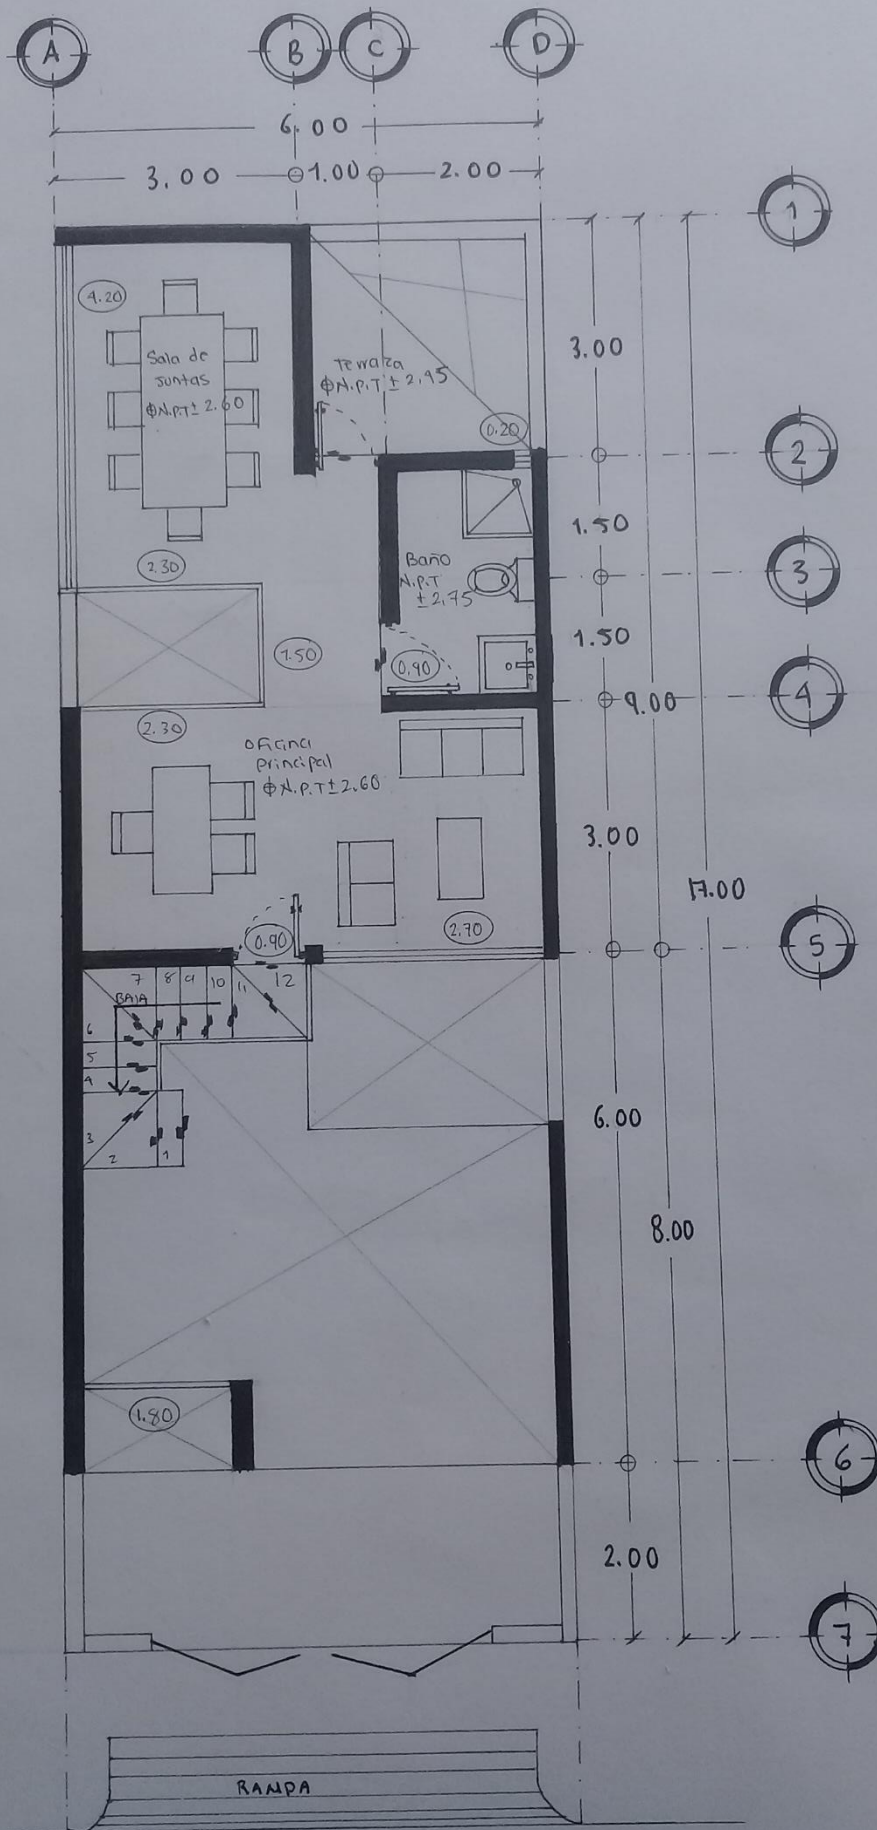 A
B
C
D
6.00
3.00
1.00
2.00
1
4.20
3.00
Sala de
Juntas
ΦN.P.T± 2.60
Terraza
ΦN.P.T ± 2.95
0.20
2
1.50
2.30
Baño
N.P.T
±2.75
3
1.50
1.50
0.90
4
9.00
2.30
oficina
principal
ΦN.P.T±2.60
3.00
17.00
0.90
2.70
5
7
8
9
10
11
12
BAJA
6
5
4
3
2
1
6.00
8.00
1.80
6
2.00
7
RAMPA